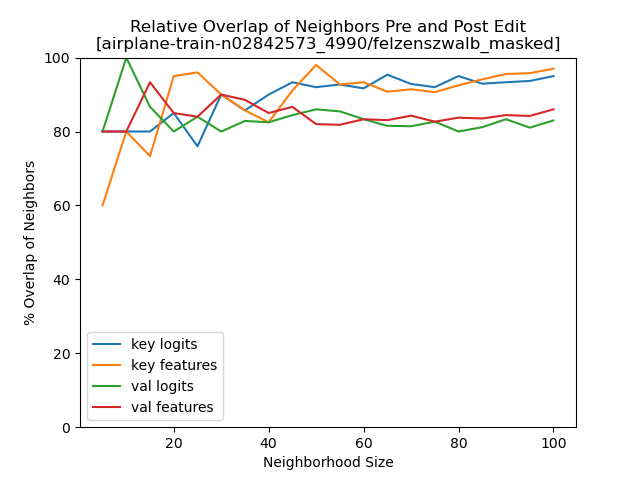 Relative Overlap of Neighbors Pre and Post Edit
[airplane-train-n02842573_4990/felzenszwalb_masked]
% Overlap of Neighbors
100
80
60
40
20
0
key logits
key features
val logits
val features
20 40 60 80 100
Neighborhood Size